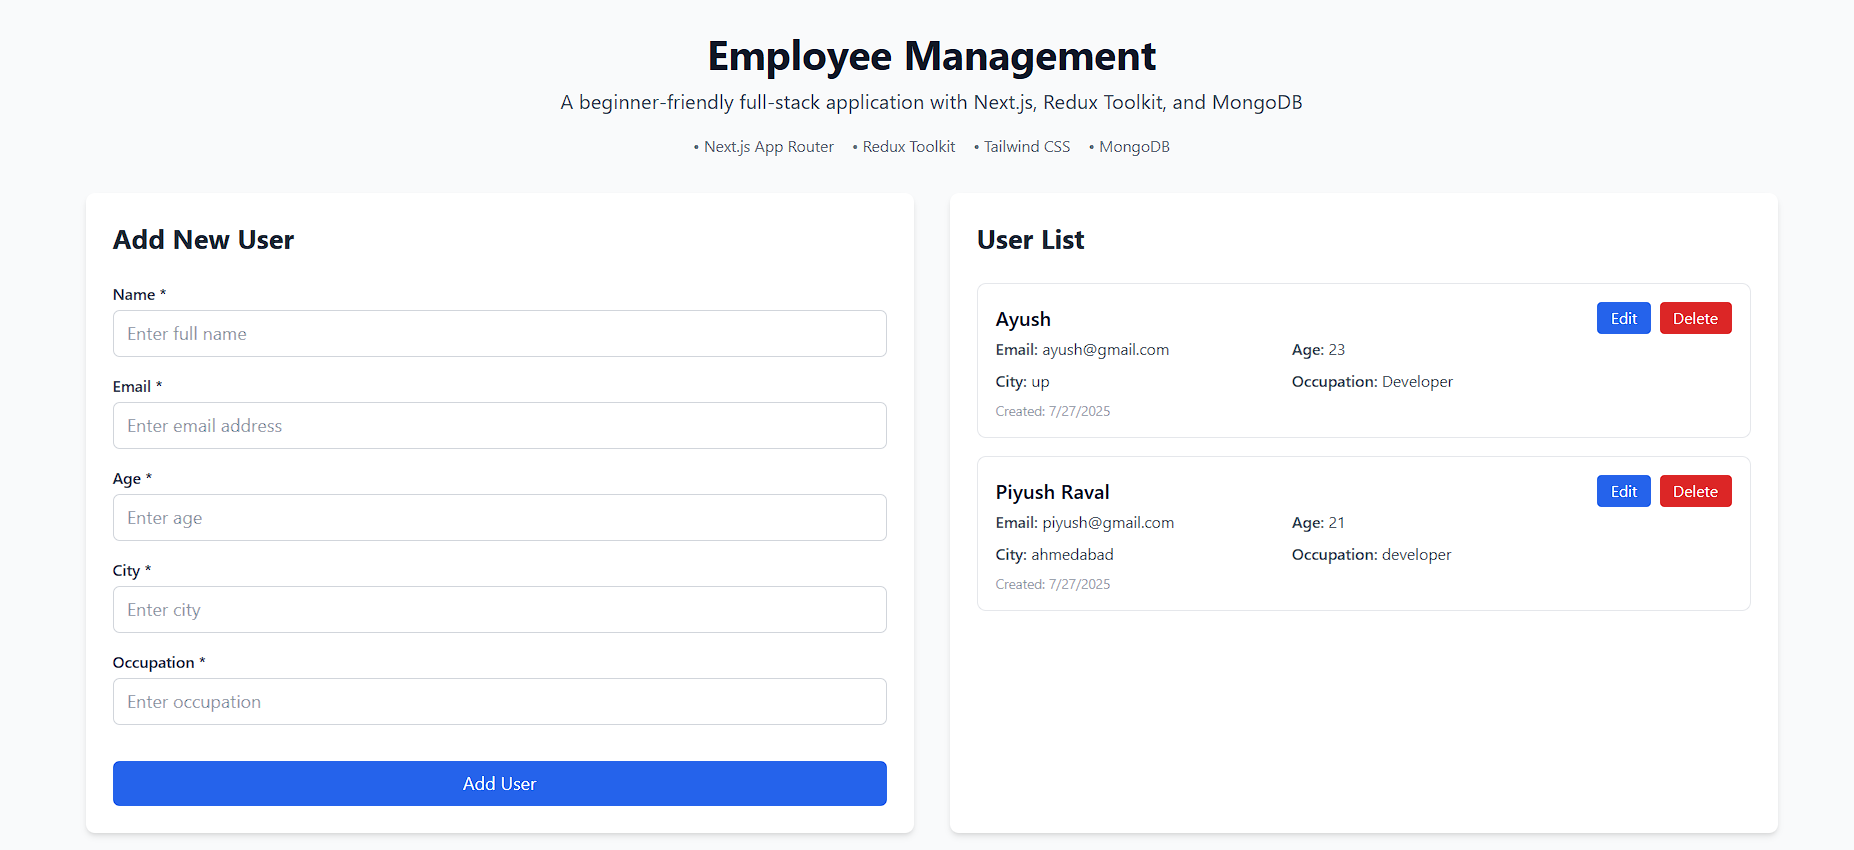 Employee Management
A beginner-friendly full-stack application with Next.js, Redux Toolkit, and MongoDB
• Next.js App Router • Redux Toolkit • Tailwind CSS • MongoDB
Add New User
Name *
Enter full name
Email *
Enter email address
Age *
Enter age
City *
Enter city
Occupation *
Enter occupation
Add User
User List
Ayush
Edit Delete
Email: ayush@gmail.com Age: 23
City: up Occupation: Developer
Created: 7/27/2025
Piyush Raval
Edit Delete
Email: piyush@gmail.com Age: 21
City: ahmedabad Occupation: developer
Created: 7/27/2025